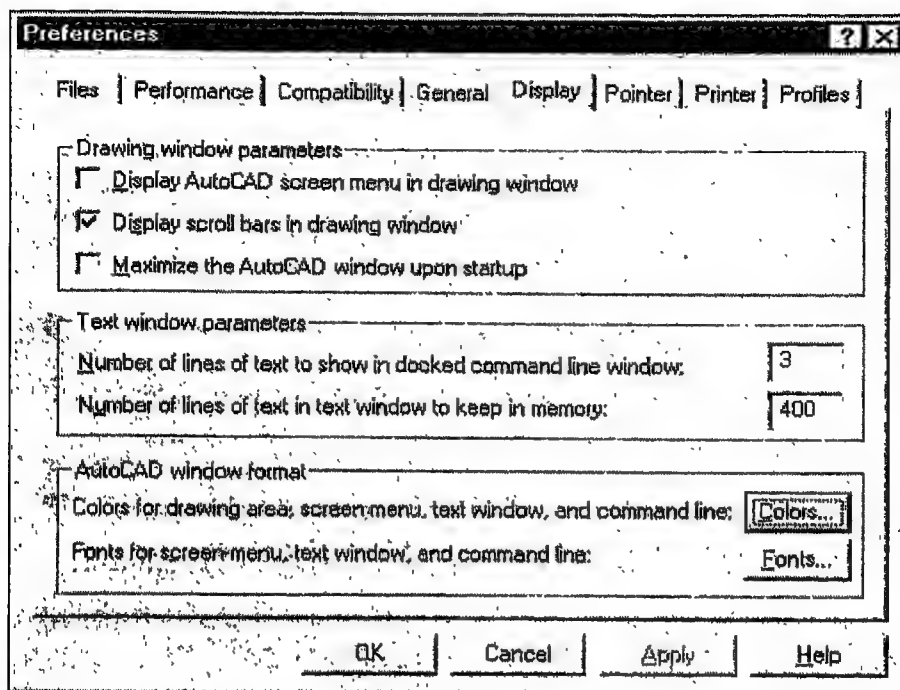 Preferences
Files Performance Compatibility General Display Pointer Printer Profiles
Drawing window parameters
Display AutoCAD screen menu in drawing window
Display scroll bars in drawing window
Maximize the AutoCAD window upon startup
Text window parameters
Number of lines of text to show in docked command line window: 3
Number of lines of text in text window to keep in memory: 400
AutoCAD window format
Colors for drawing area, screen menu, text window, and command line: Colors...
Fonts for screen menu, text window, and command line: Fonts...
OK Cancel Apply Help